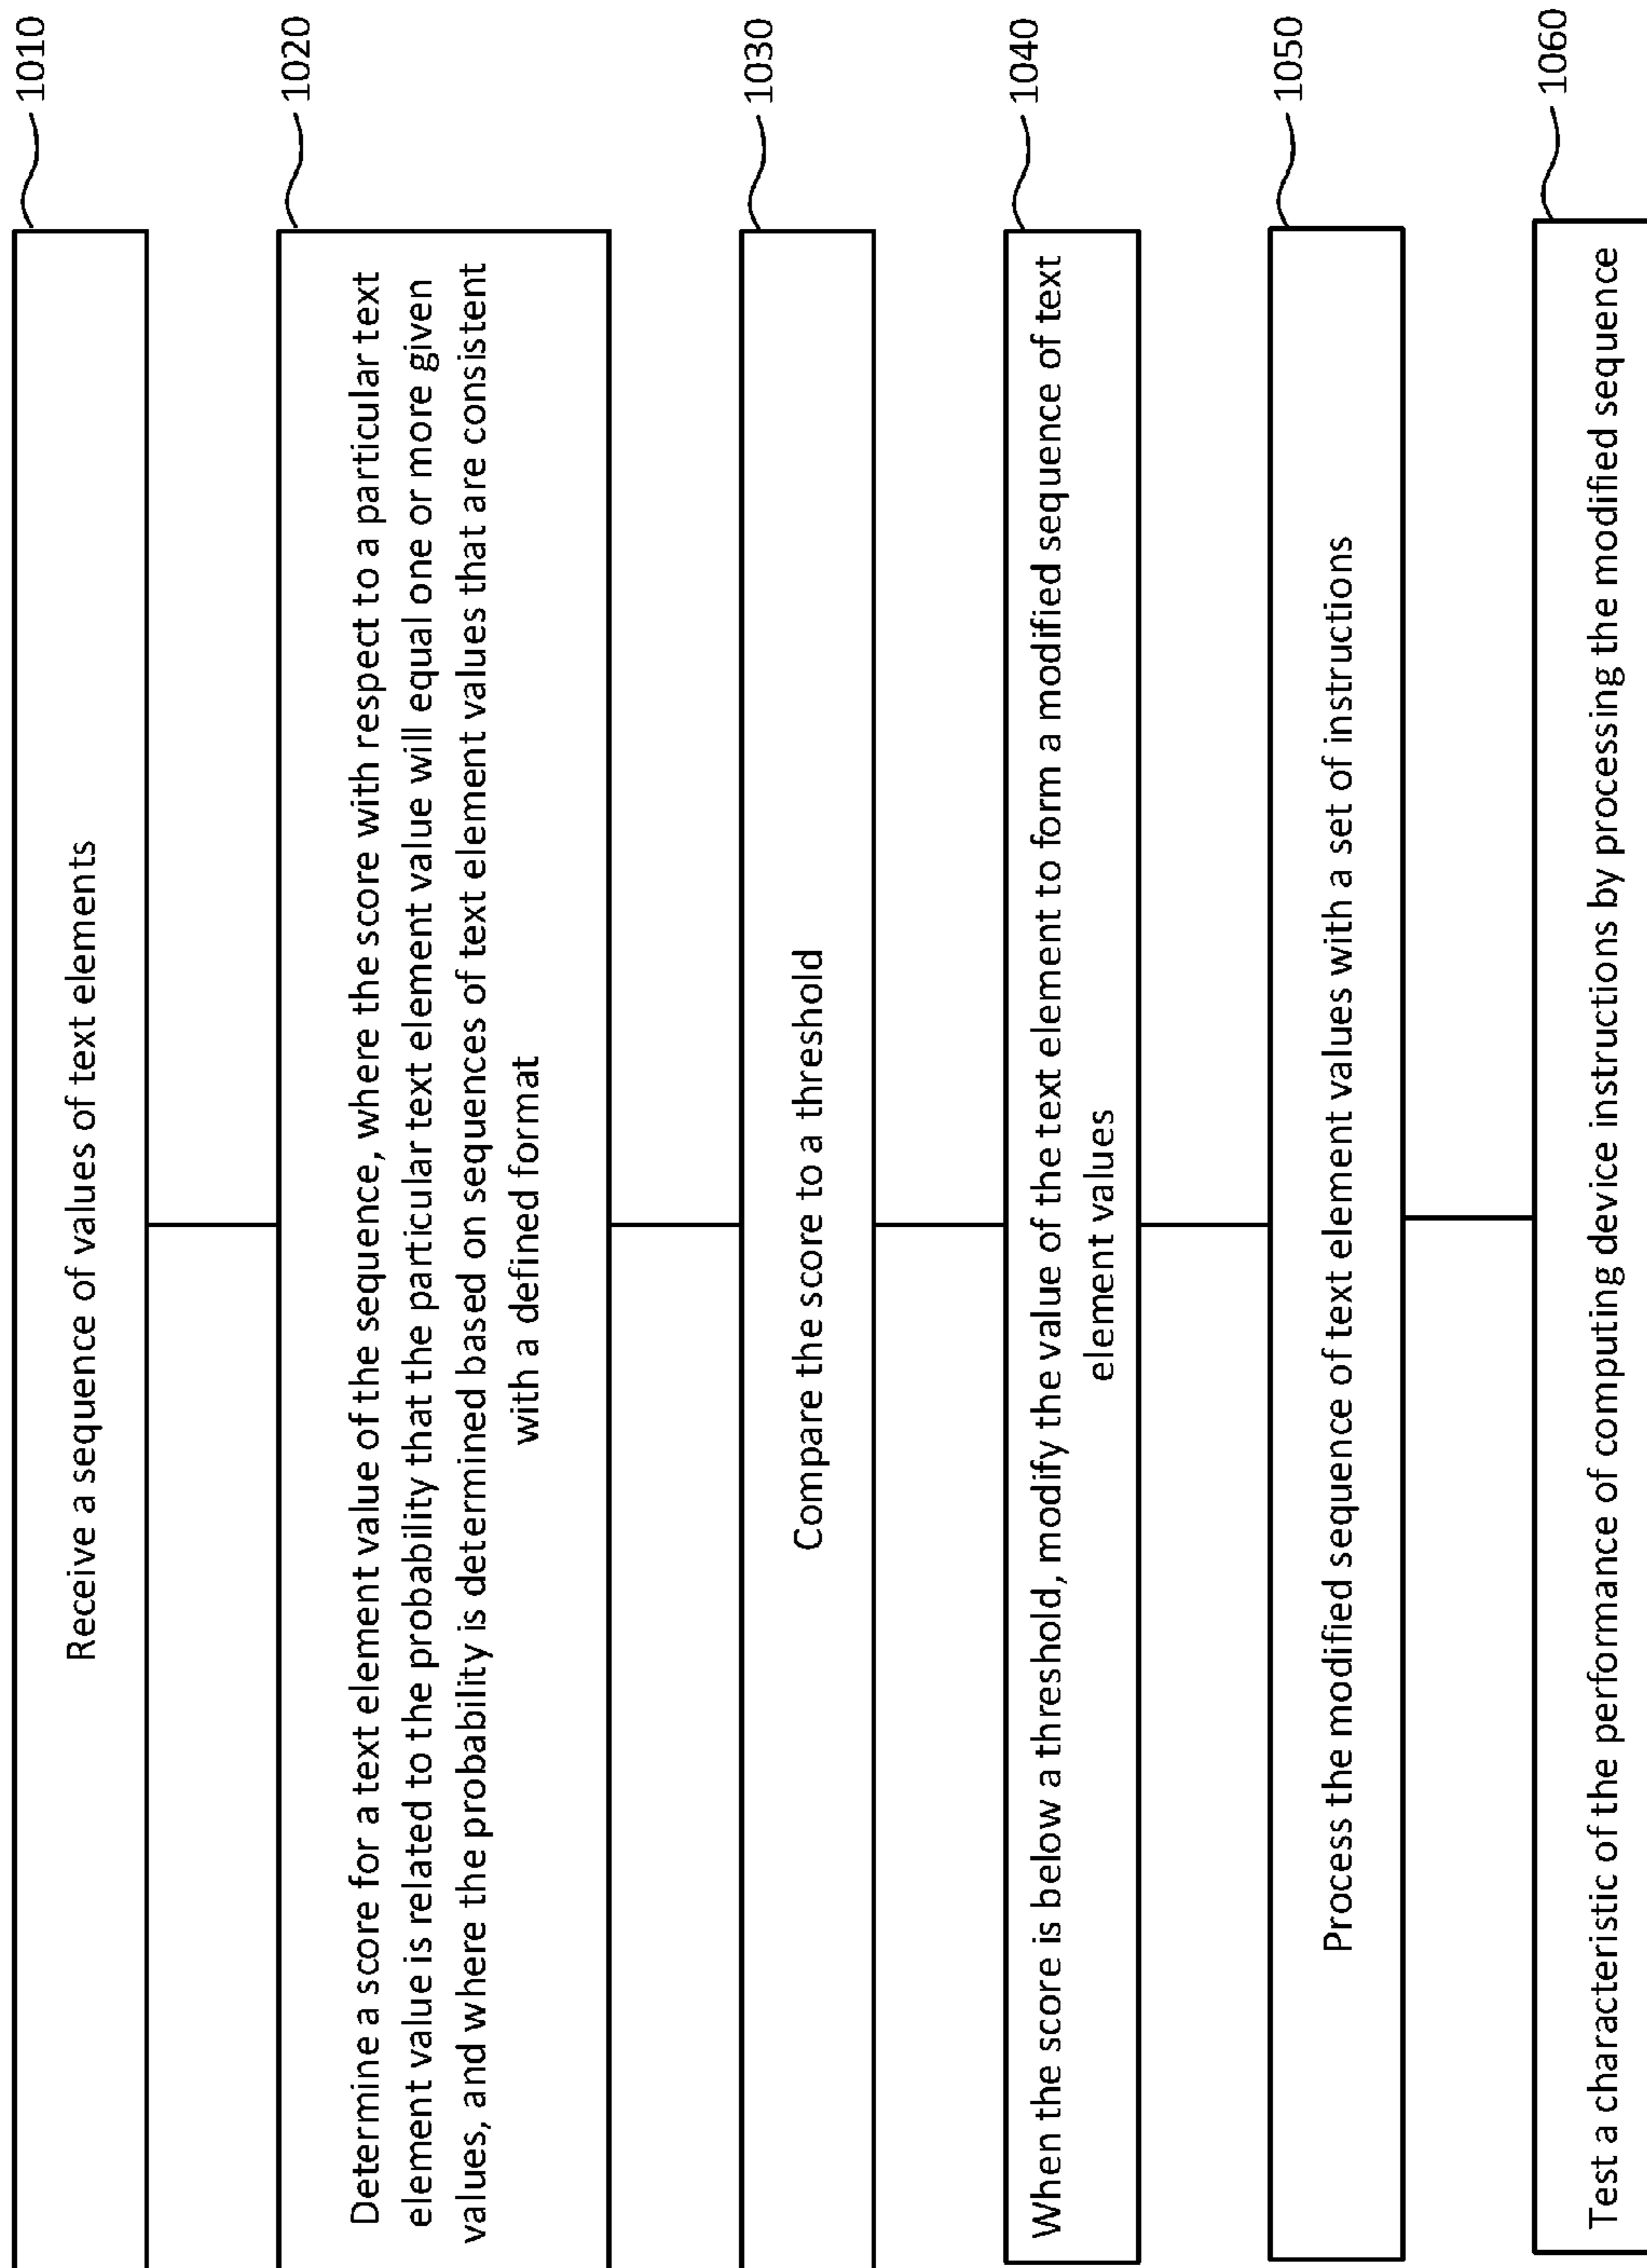 Receive a sequence of values of text elements
1010
Determine a score for a text element value of the sequence, where the score with respect to a particular text
element value is related to the probability that the particular text element value will equal one or more given
values, and where the probability is determined based on sequences of text element values that are consistent
with a defined format
1020
Compare the score to a threshold
1030
When the score is below a threshold, modify the value of the text element to form a modified sequence of text
element values
1040
Process the modified sequence of text element values with a set of instructions
1050
Test a characteristic of the performance of computing device instructions by processing the modified sequence
1060